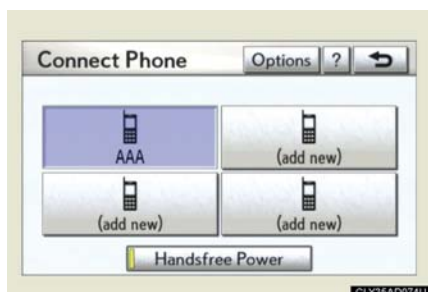 Connect Phone Options ?
AAA (add new)
(add new) (add new)
Handsfree Power